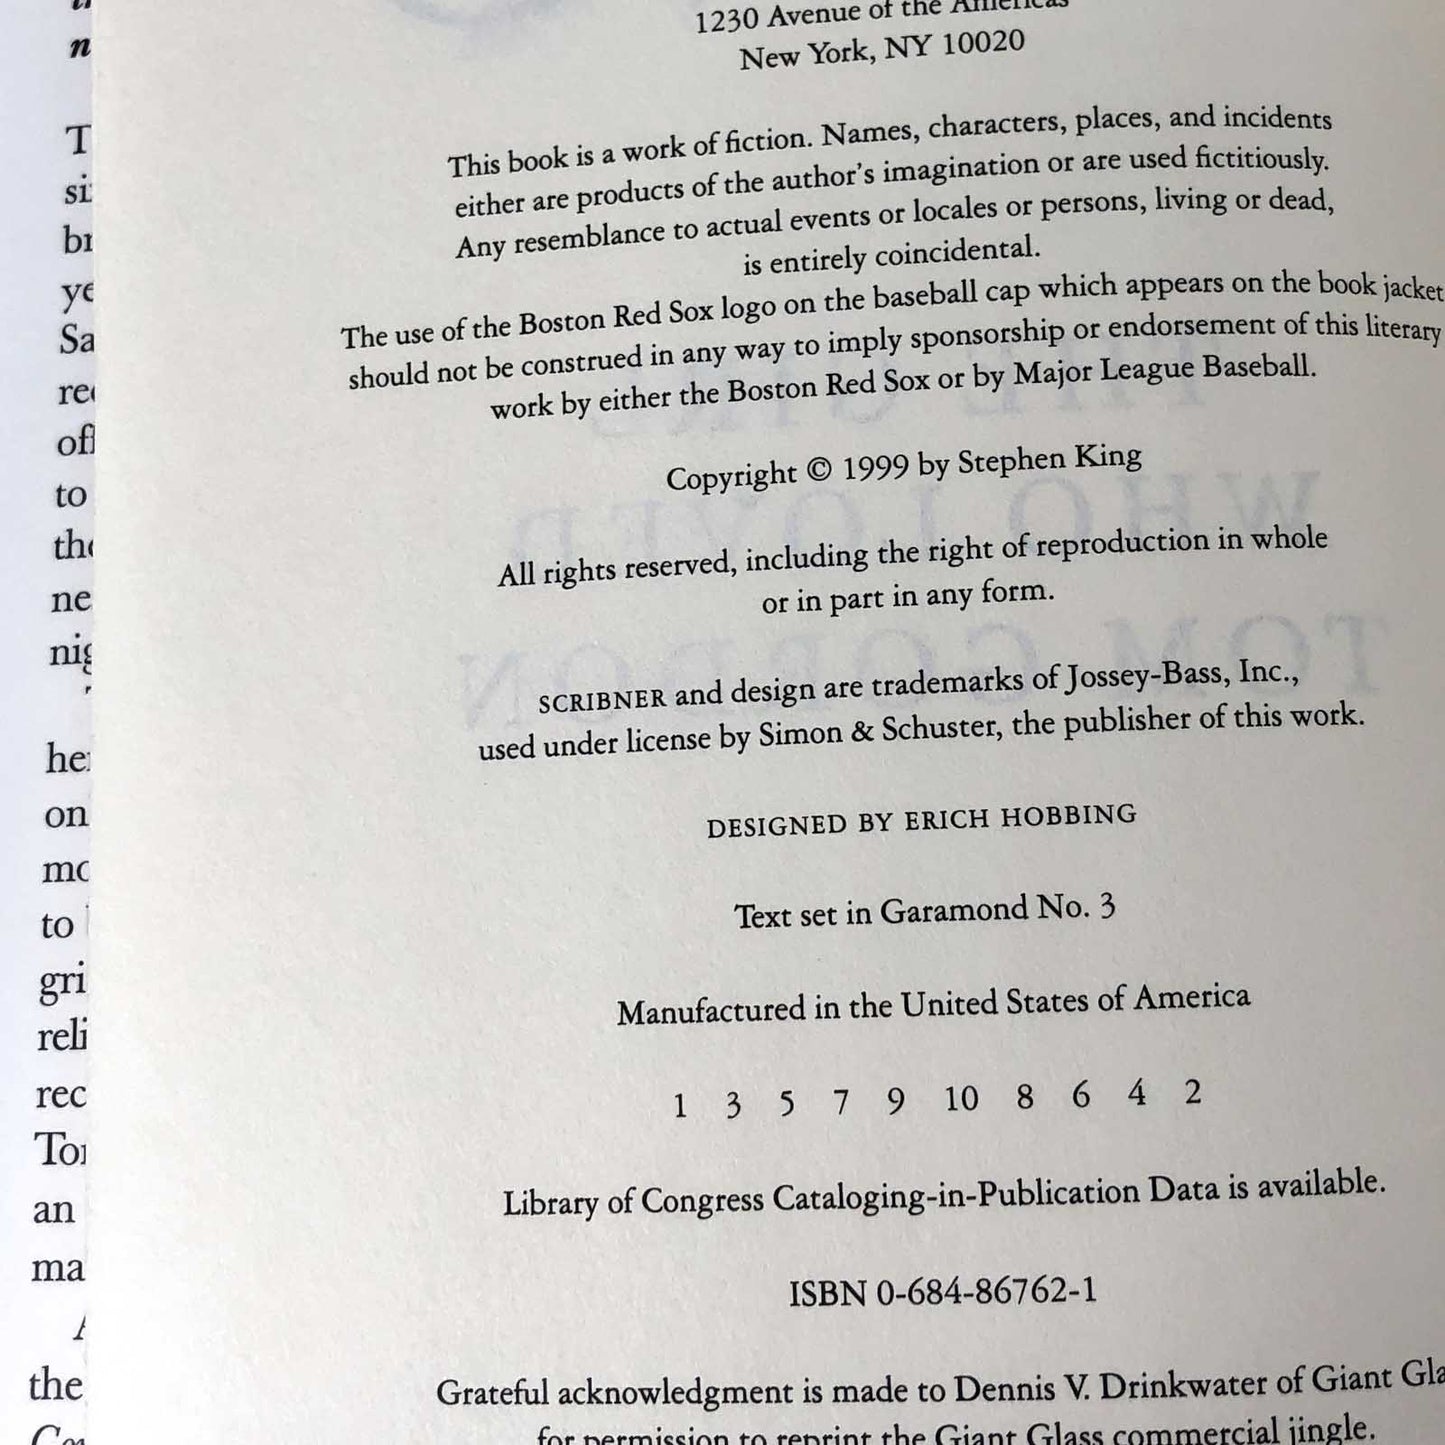 1230 Avenue of the Americas
New York, NY 10020
This book is a work of fiction. Names, characters, places, and incidents
either are products of the author's imagination or are used fictitiously.
Any resemblance to actual events or locales or persons, living or dead,
is entirely coincidental.
The use of the Boston Red Sox logo on the baseball cap which appears on the book jacket
should not be construed in any way to imply sponsorship or endorsement of this literary
work by either the Boston Red Sox or by Major League Baseball.
Copyright © 1999 by Stephen King
All rights reserved, including the right of reproduction in whole
or in part in any form.
SCRIBNER and design are trademarks of Jossey-Bass, Inc.,
used under license by Simon & Schuster, the publisher of this work.
DESIGNED BY ERICH HOBBING
Text set in Garamond No. 3
Manufactured in the United States of America
1 3 5 7 9 10 8 6 4 2
Library of Congress Cataloging-in-Publication Data is available.
ISBN 0-684-86762-1
Grateful acknowledgment is made to Dennis V. Drinkwater of Giant Gla
for permission to reprint the Giant Glass commercial jingle.